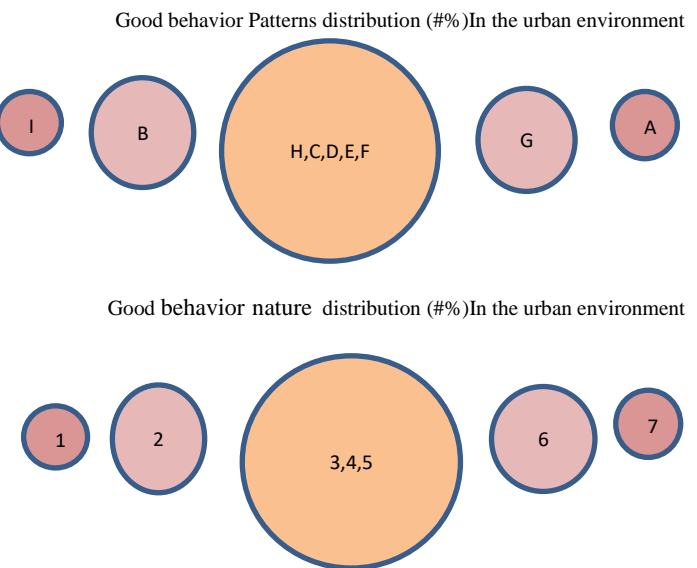 Good behavior Patterns distribution (#%)In the urban environment
I
B
H,C,D,E,F
G
A
Good behavior nature distribution (#%)In the urban environment
1
2
3,4,5
6
7